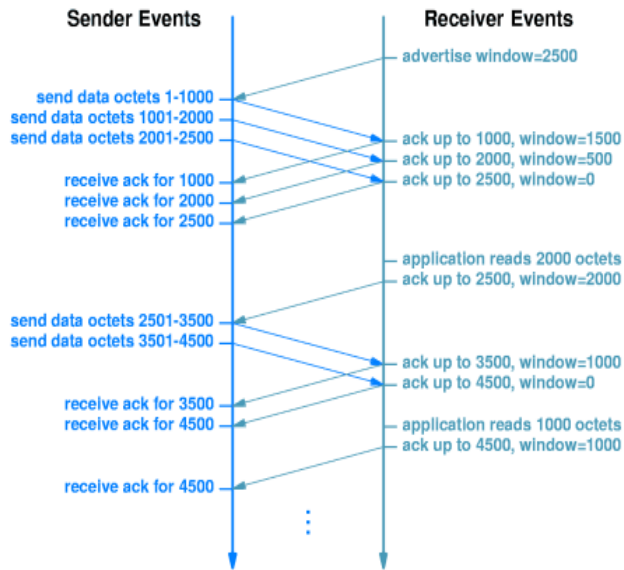 Sender Events
Receiver Events
advertise window=2500
send data octets 1-1000
send data octets 1001-2000
send data octets 2001-2500
ack up to 1000, window=1500
ack up to 2000, window=500
ack up to 2500, window=0
receive ack for 1000
receive ack for 2000
receive ack for 2500
application reads 2000 octets
ack up to 2500, window=2000
send data octets 2501-3500
send data octets 3501-4500
ack up to 3500, window=1000
ack up to 4500, window=0
receive ack for 3500
receive ack for 4500
application reads 1000 octets
ack up to 4500, window=1000
receive ack for 4500